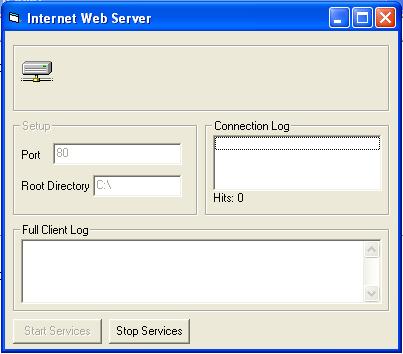 Internet Web Server
Setup
Port 80
Root Directory C:\
Connection Log
Hits: 0
Full Client Log
Start Services Stop Services